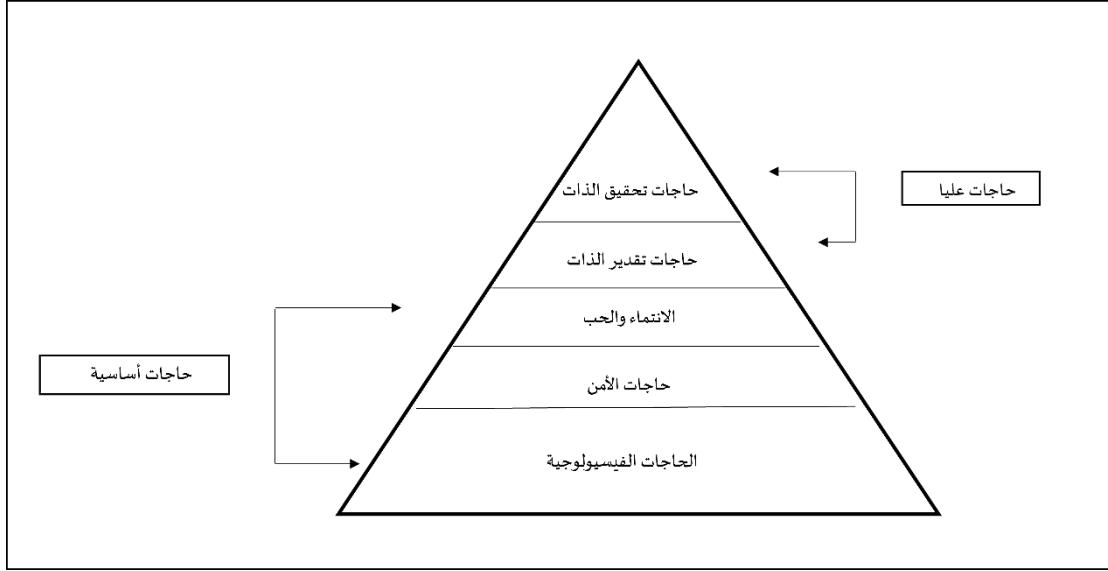 حاجات تحقيق الذات
حاجات عليا
حاجات تقدير الذات
الانتماء والحب
حاجات أساسية
حاجات الأمن
الحاجات الفيسيولوجية